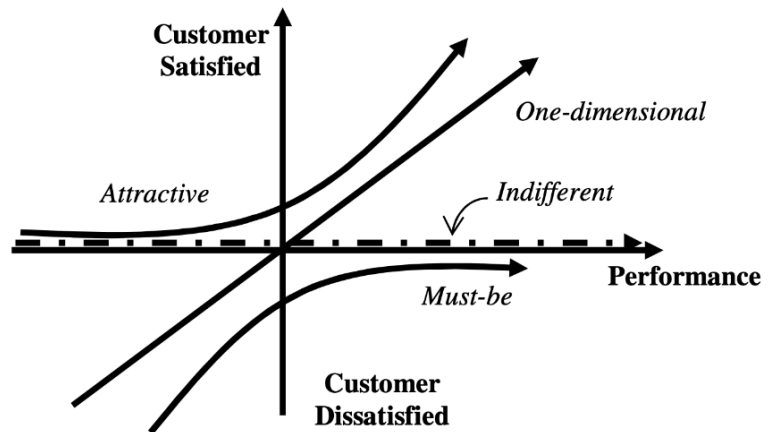 Customer
Satisfied
One-dimensional
Attractive
Indifferent
Performance
Must-be
Customer
Dissatisfied